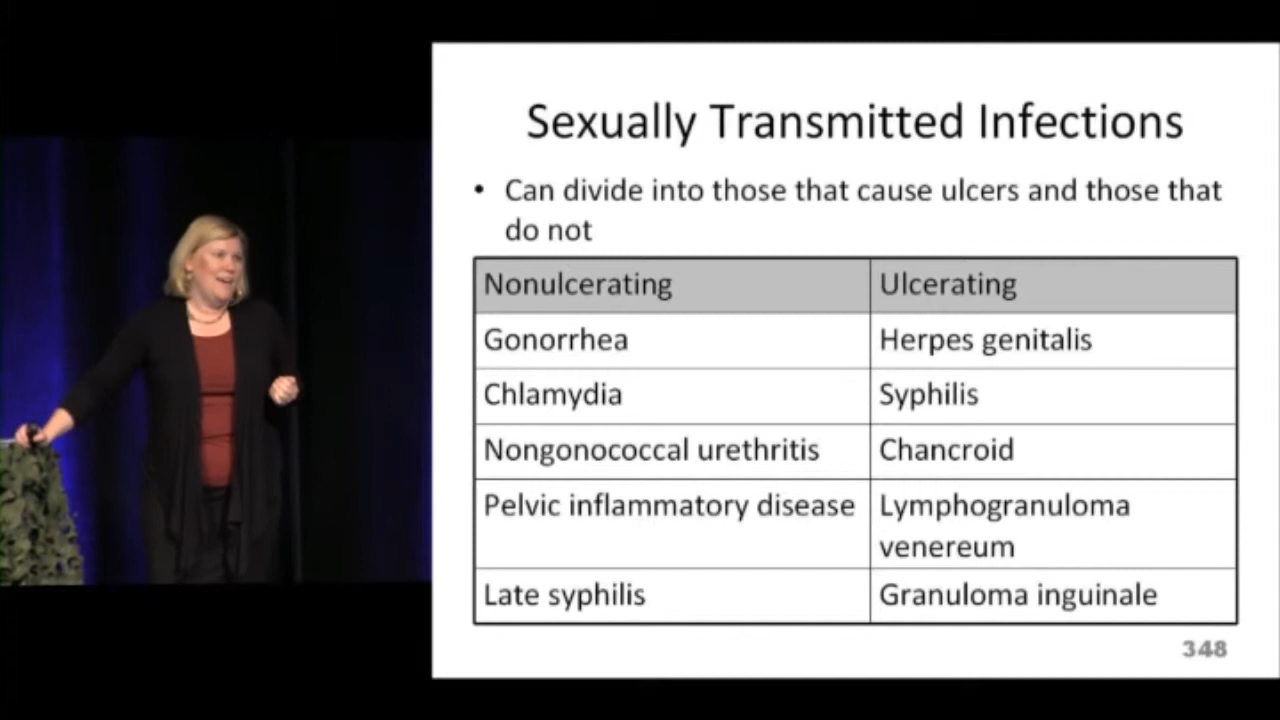 Sexually Transmitted Infections
• Can divide into those that cause ulcers and those that
do not
Nonulcerating Ulcerating
Gonorrhea Herpes genitalis
Chlamydia Syphilis
Nongonococcal urethritis Chancroid
Pelvic inflammatory disease Lymphogranuloma
venereum
Late syphilis Granuloma inguinale
348